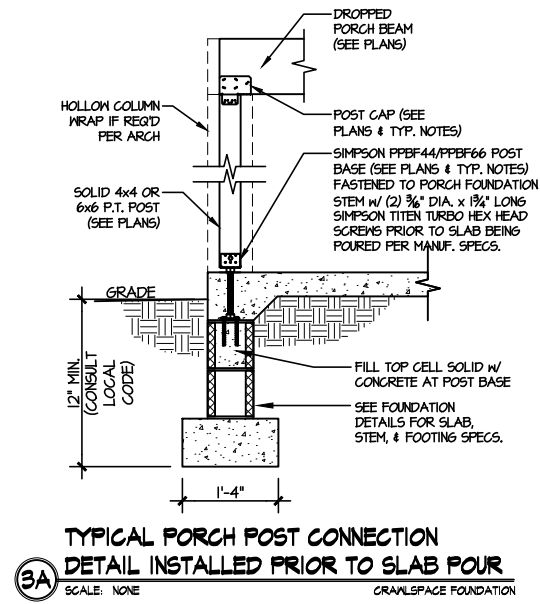 DROPPED
PORCH BEAM
(SEE PLANS)
HOLLOW COLUMN
WRAP IF REQ'D
PER ARCH
POST CAP (SEE
PLANS & TYP. NOTES)
SIMPSON PPBF44/PPBF66 POST
BASE (SEE PLANS & TYP. NOTES)
FASTENED TO PORCH FOUNDATION
STEM W/ (2) 3/16" DIA. x 1 3/4" LONG
SIMPSON TITEN TURBO HEX HEAD
SCREWS PRIOR TO SLAB BEING
POURED PER MANUF. SPECS.
SOLID 4x4 OR
6x6 P.T. POST
(SEE PLANS)
GRADE
12" MIN.
(CONSULT
LOCAL
CODE)
FILL TOP CELL SOLID W/
CONCRETE AT POST BASE
SEE FOUNDATION
DETAILS FOR SLAB,
STEM, & FOOTING SPECS.
1'-4"
TYPICAL PORCH POST CONNECTION
DETAIL INSTALLED PRIOR TO SLAB POUR
3A
SCALE: NONE
CRAWLSPACE FOUNDATION